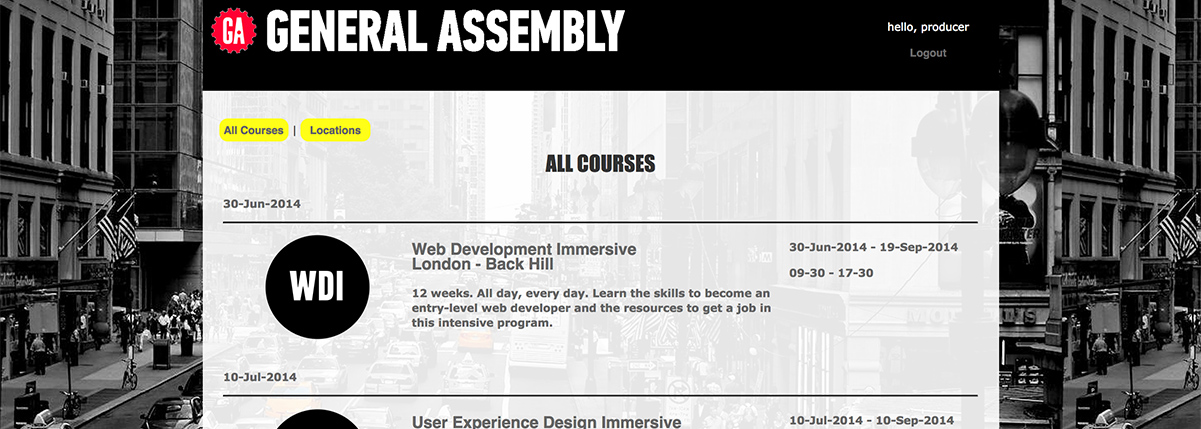 GA GENERAL ASSEMBLY
hello, producer
Logout
All Courses | Locations
ALL COURSES
30-Jun-2014
WDI
Web Development Immersive
London - Back Hill
12 weeks. All day, every day. Learn the skills to become an
entry-level web developer and the resources to get a job in
this intensive program.
30-Jun-2014 - 19-Sep-2014
09-30 - 17-30
10-Jul-2014
User Experience Design Immersive
10-Jul-2014 - 10-Sep-2014